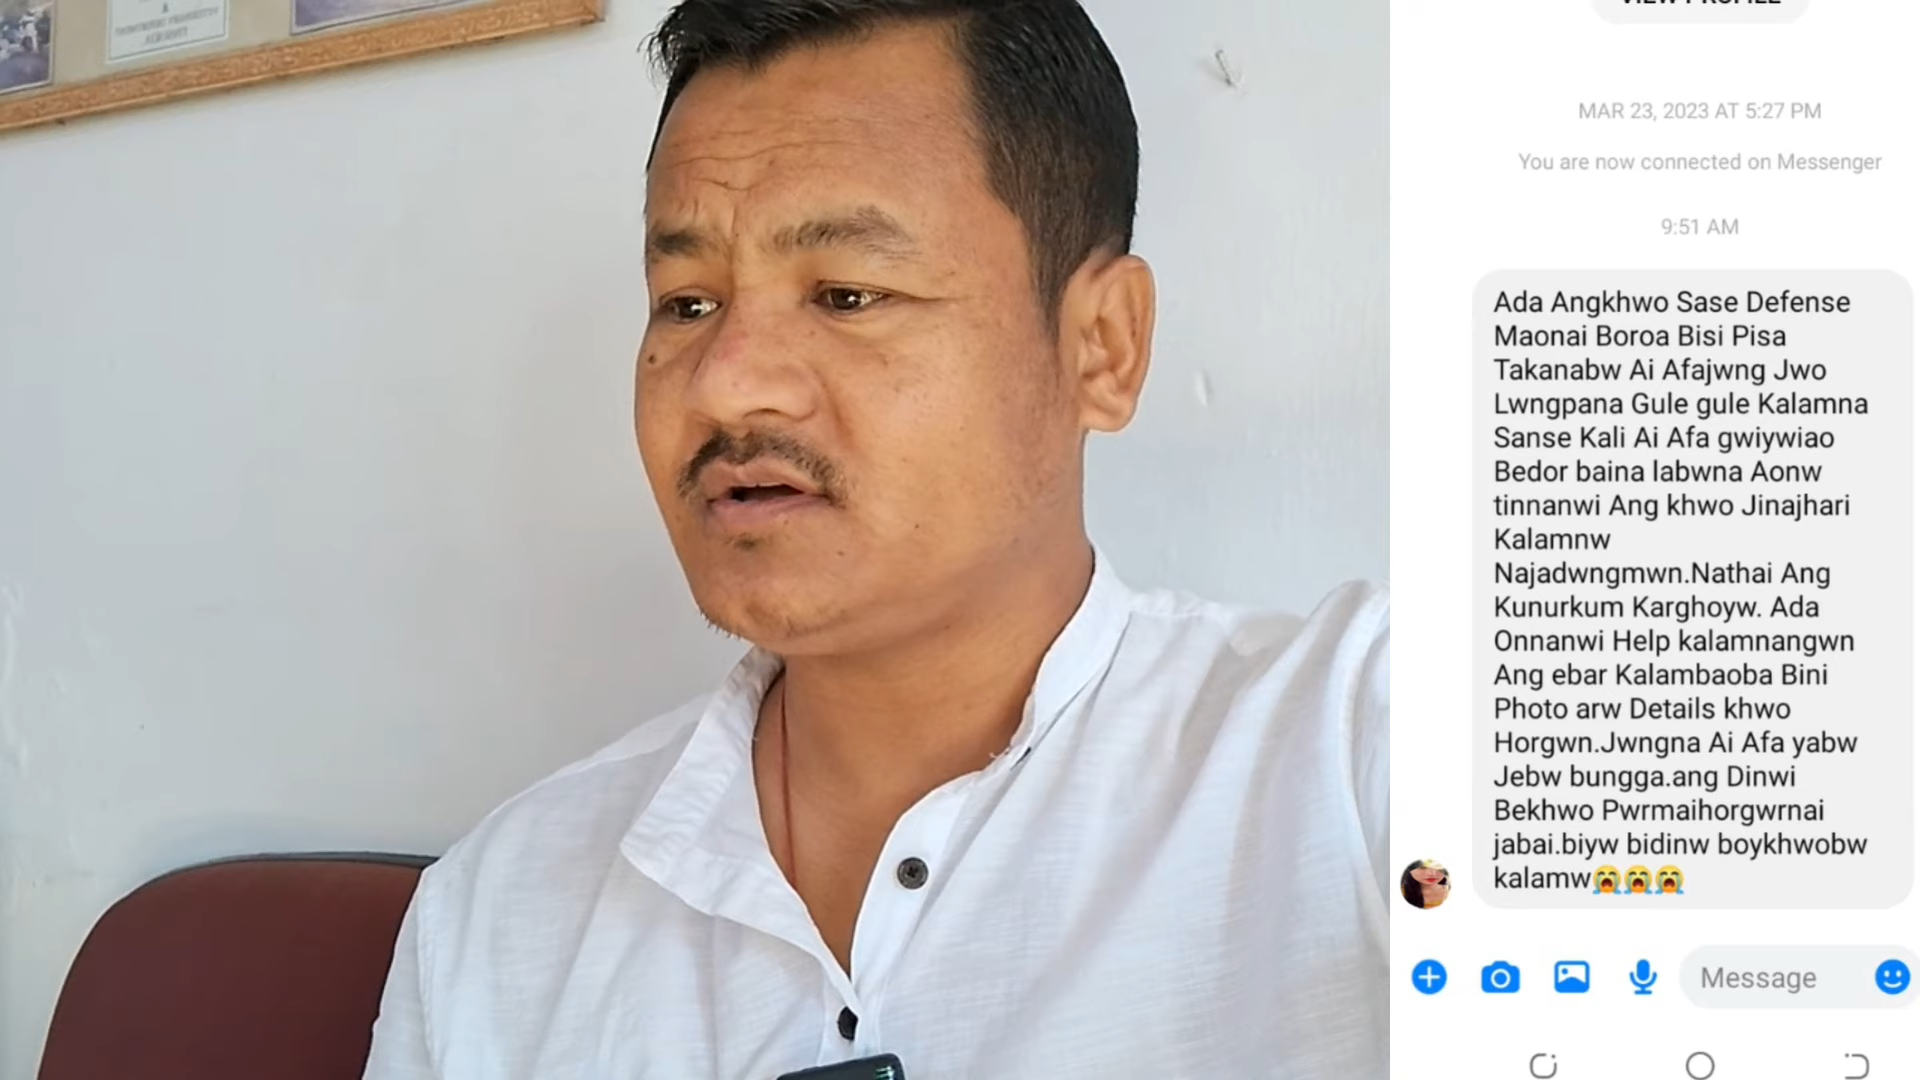 &
VIEW PROFILE
MAR 23, 2023 AT 5:27 PM
You are now connected on Messenger
9:51 AM
Ada Angkhwo Sase Defense
Maonai Boroa Bisi Pisa
Takanabw Ai Afajwng Jwo
Lwngpana Gule gule Kalamna
Sanse Kali Ai Afa gwiywiao
Bedor baina labwna Aonw
tinnanwi Ang khwo Jinajhari
Kalamnw
Najadwngmwn.Nathai Ang
Kunurkum Karghoyw. Ada
Onnanwi Help kalamnangwn
Ang ebar Kalambaoba Bini
Photo arw Details khwo
Horgwn.Jwngna Ai Afa yabw
Jebw bungga.ang Dinwi
Bekhwo Pwrmaihorgwrnai
jabai.biyw bidinw boykhwobw
kalamw😭😭😭
Message